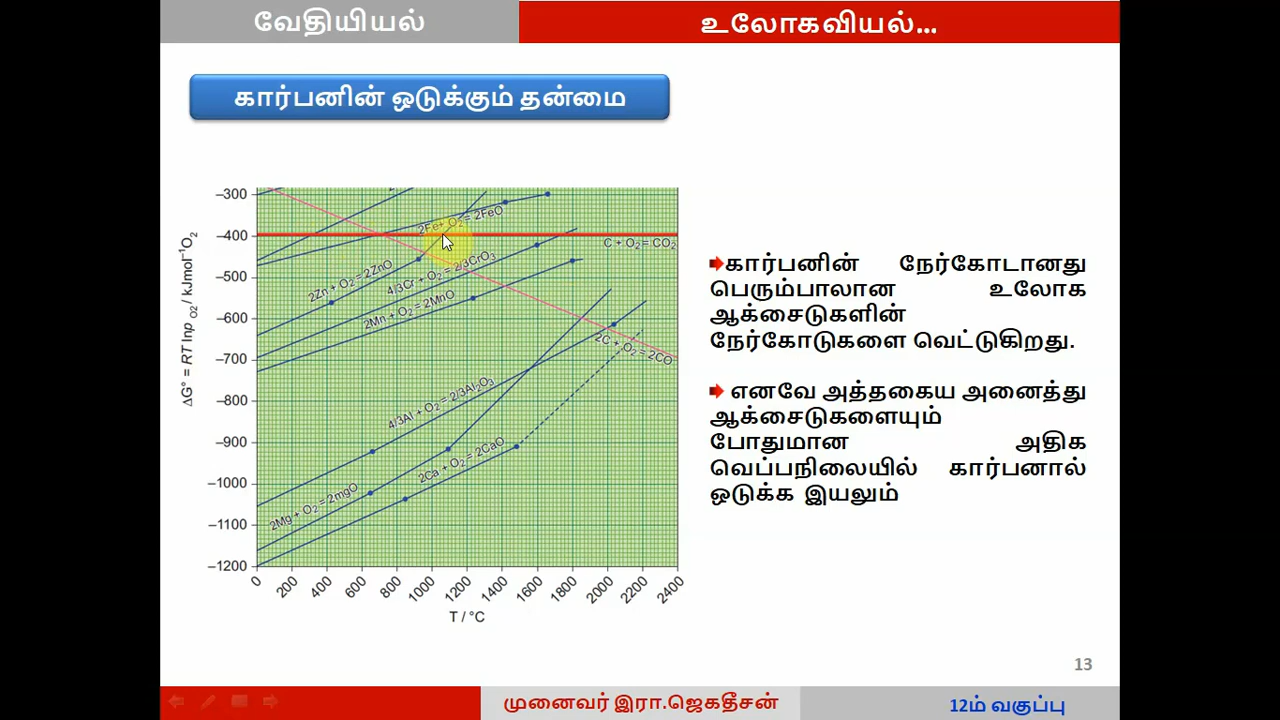 வேதியியல்
உலோகவியல்...
கார்பனின் ஒடுக்கும் தன்மை
−300
−400
−500
−600
−700
−800
−900
−1000
−1100
−1200
ΔG° = RT lnp O2 / kJmol−1O2
2Fe + O2 = 2FeO
C + O2 = CO2
2Zn + O2 = 2ZnO
4/3Cr + O2 = 2/3CrO3
2Mn + O2 = 2MnO
2C + O2 = 2CO
4/3Al + O2 = 2/3Al2O3
2Ca + O2 = 2CaO
2Mg + O2 = 2mgO
0 200 400 600 800 1000 1200 1400 1600 1800 2000 2200 2400
T / °C
கார்பனின் நேர்கோடானது
பெரும்பாலான உலோக
ஆக்சைடுகளின்
நேர்கோடுகளை வெட்டுகிறது.
எனவே அத்தகைய அனைத்து
ஆக்சைடுகளையும்
போதுமான அதிக
வெப்பநிலையில் கார்பனால்
ஒடுக்க இயலும்
13
முனைவர் இரா.ஜெகதீசன்
12ம் வகுப்பு